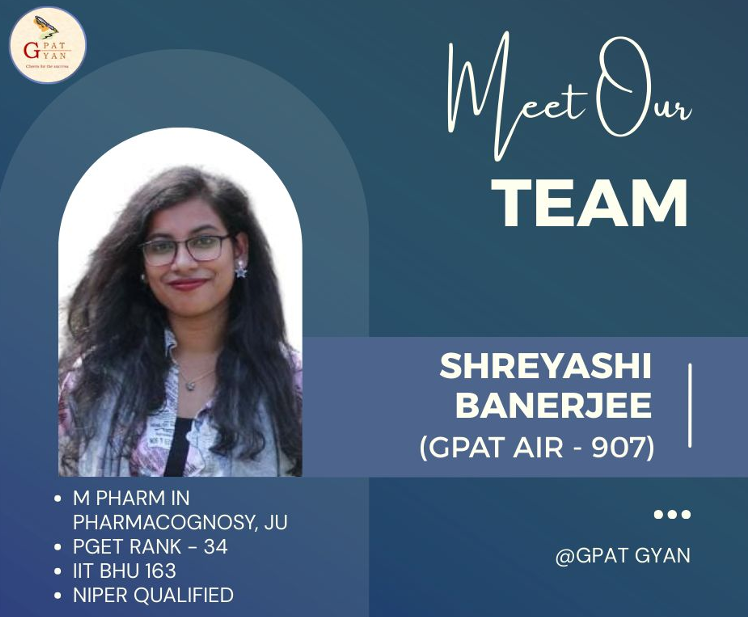 GPAT
GYAN
Meet Our
TEAM
SHREYASHI
BANERJEE
(GPAT AIR - 907)
• M PHARM IN
PHARMACOGNOSY, JU
• PGET RANK – 34
• IIT BHU 163
• NIPER QUALIFIED
@GPAT GYAN